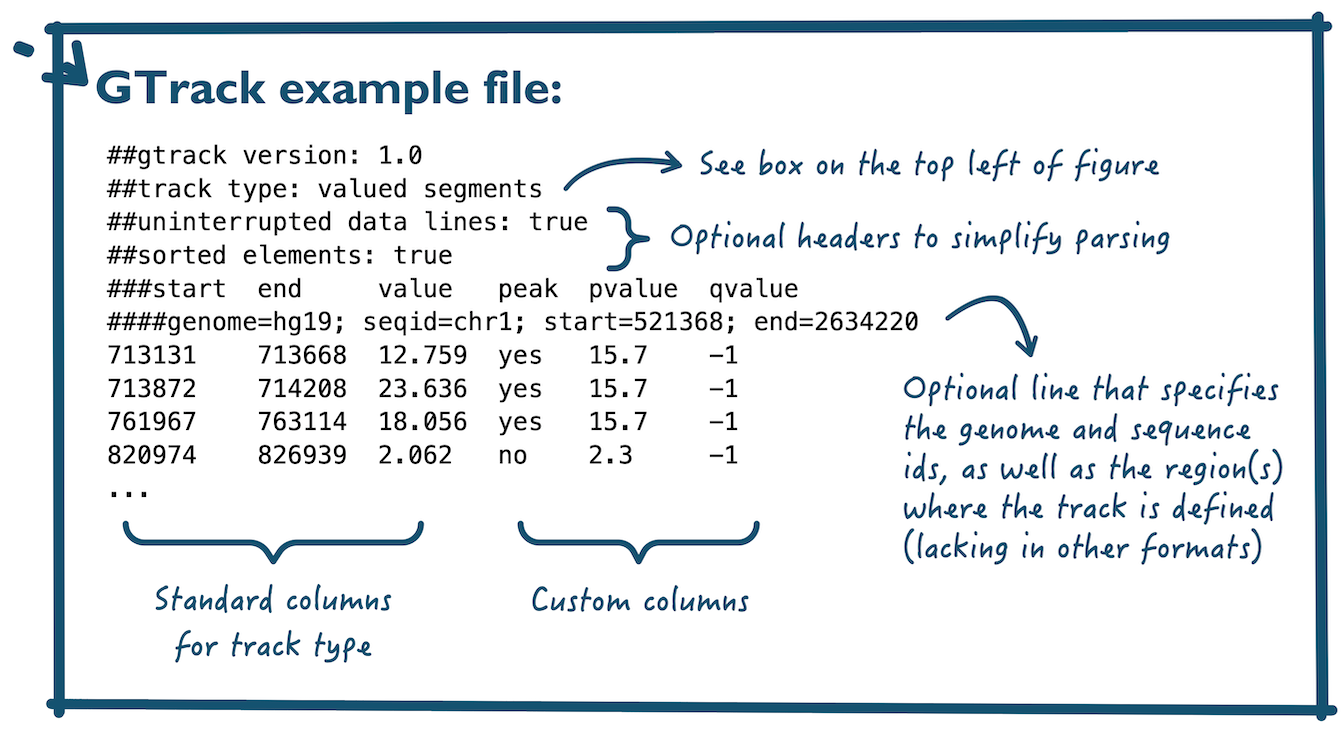 GTrack example file:
##gtrack version: 1.0
##track type: valued segments
See box on the top left of figure
##uninterrupted data lines: true
##sorted elements: true
Optional headers to simplify parsing
###start end value peak pvalue qvalue
####genome=hg19; seqid=chr1; start=521368; end=2634220
713131 713668 12.759 yes 15.7 -1
713872 714208 23.636 yes 15.7 -1
761967 763114 18.056 yes 15.7 -1
820974 826939 2.062 no 2.3 -1
...
Optional line that specifies
the genome and sequence
ids, as well as the region(s)
where the track is defined
(lacking in other formats)
Standard columns
for track type
Custom columns